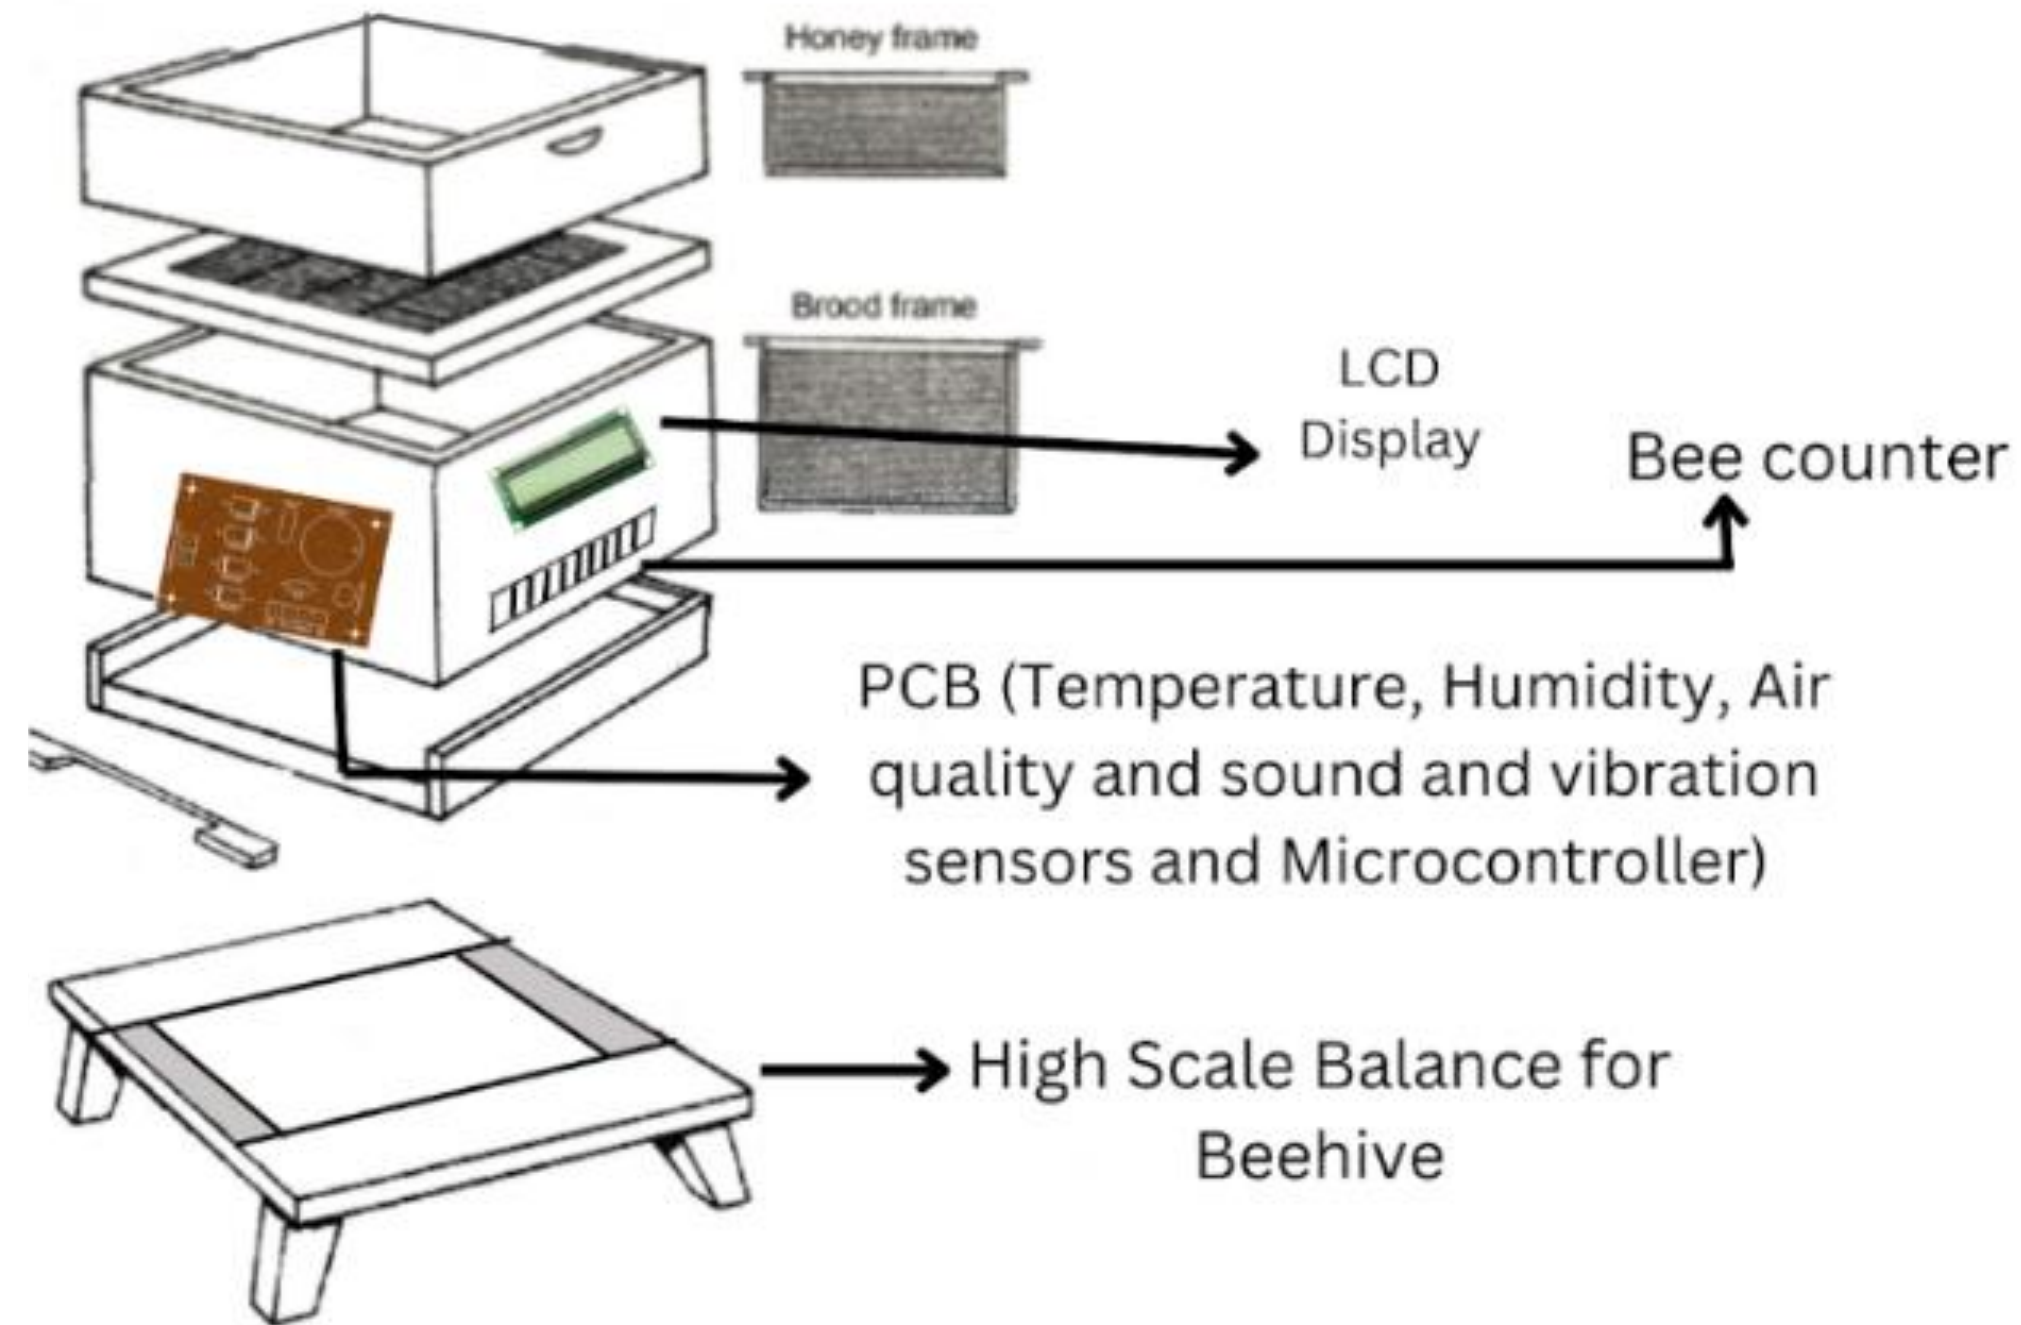 Honey frame
Brood frame
LCD
Display
Bee counter
PCB (Temperature, Humidity, Air
quality and sound and vibration
sensors and Microcontroller)
High Scale Balance for
Beehive